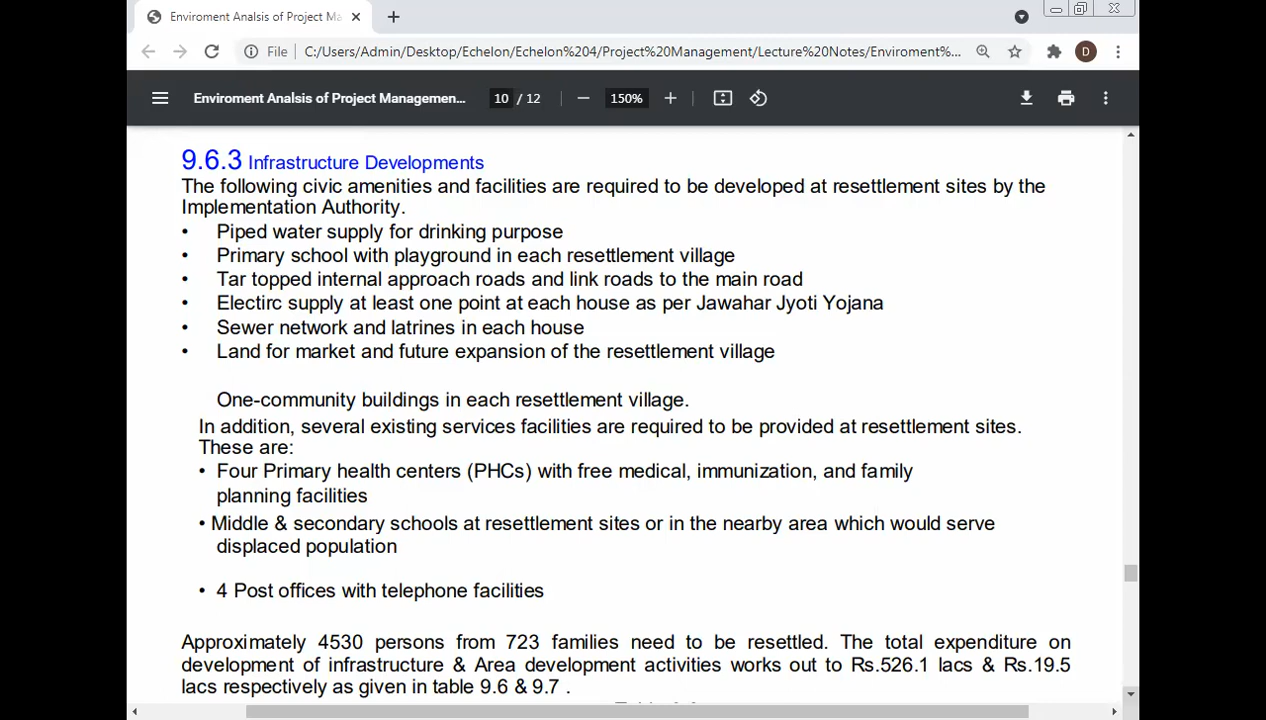 Enviroment Analsis of Project Ma
File C:/Users/Admin/Desktop/Echelon/Echelon%204/Project%20Management/Lecture%20Notes/Enviroment%... D
Enviroment Analsis of Project Managemen... 10 / 12 150%
9.6.3 Infrastructure Developments
The following civic amenities and facilities are required to be developed at resettlement sites by the
Implementation Authority.
• Piped water supply for drinking purpose
• Primary school with playground in each resettlement village
• Tar topped internal approach roads and link roads to the main road
• Electirc supply at least one point at each house as per Jawahar Jyoti Yojana
• Sewer network and latrines in each house
• Land for market and future expansion of the resettlement village
One-community buildings in each resettlement village.
In addition, several existing services facilities are required to be provided at resettlement sites.
These are:
• Four Primary health centers (PHCs) with free medical, immunization, and family
planning facilities
• Middle & secondary schools at resettlement sites or in the nearby area which would serve
displaced population
• 4 Post offices with telephone facilities
Approximately 4530 persons from 723 families need to be resettled. The total expenditure on
development of infrastructure & Area development activities works out to Rs.526.1 lacs & Rs.19.5
lacs respectively as given in table 9.6 & 9.7 .